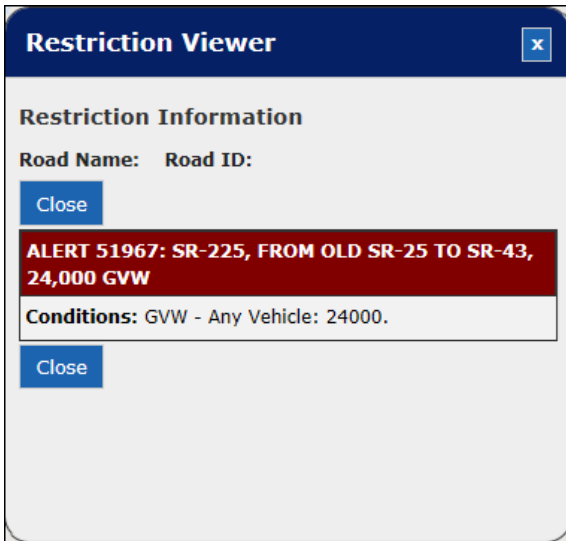 Restriction Viewer
x
Restriction Information
Road Name: Road ID:
Close
ALERT 51967: SR-225, FROM OLD SR-25 TO SR-43,
24,000 GVW
Conditions: GVW - Any Vehicle: 24000.
Close